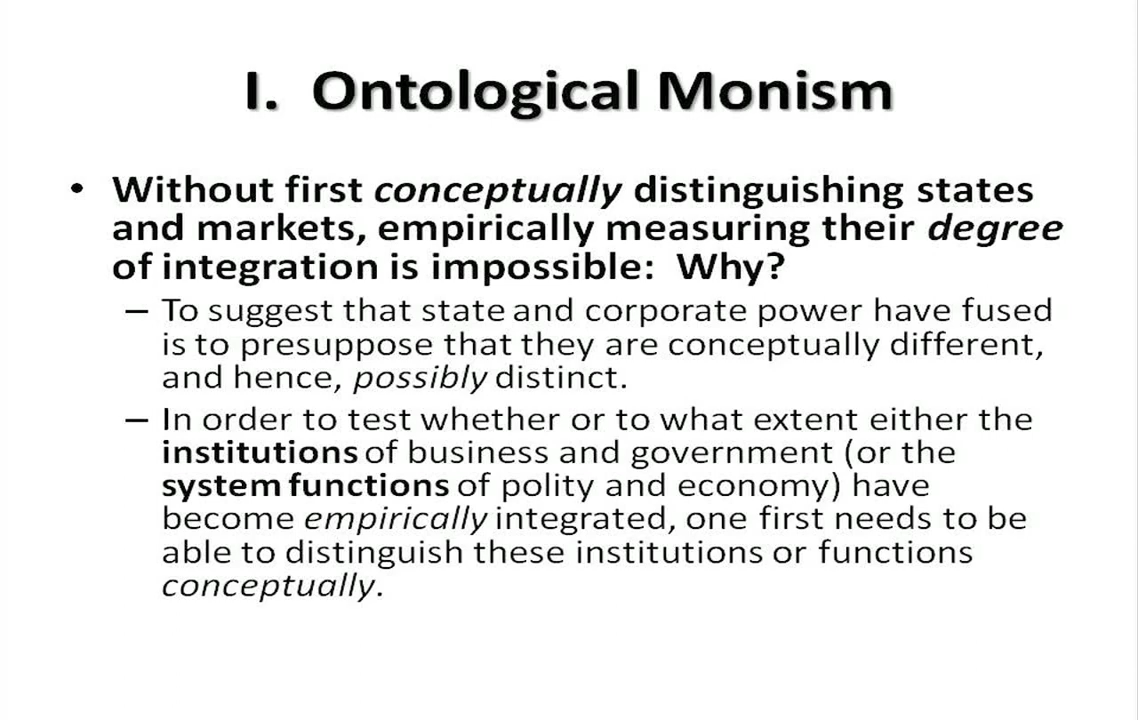 I. Ontological Monism
• Without first conceptually distinguishing states
and markets, empirically measuring their degree
of integration is impossible: Why?
– To suggest that state and corporate power have fused
is to presuppose that they are conceptually different,
and hence, possibly distinct.
– In order to test whether or to what extent either the
institutions of business and government (or the
system functions of polity and economy) have
become empirically integrated, one first needs to be
able to distinguish these institutions or functions
conceptually.